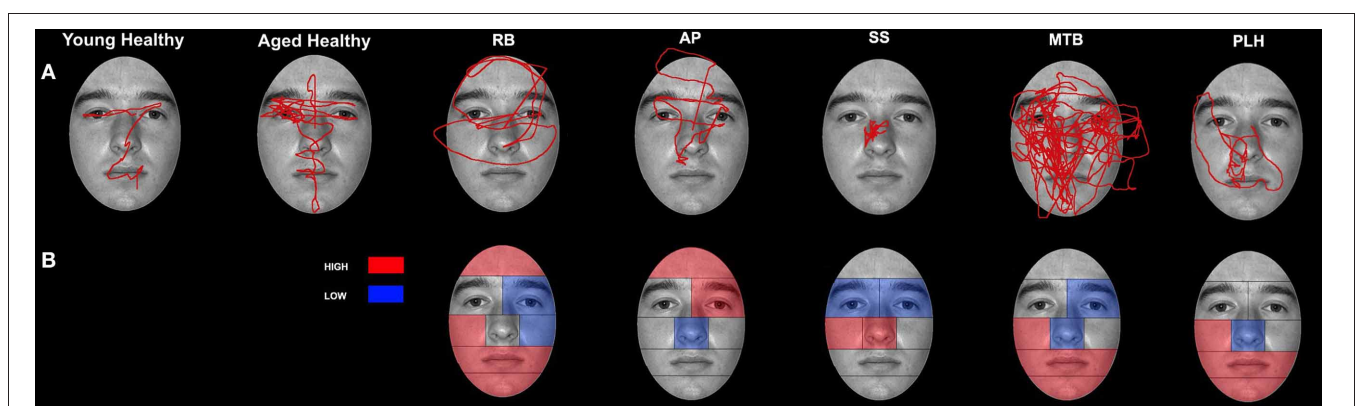 Young Healthy Aged Healthy RB AP SS MTB PLH
A
B
HIGH
LOW